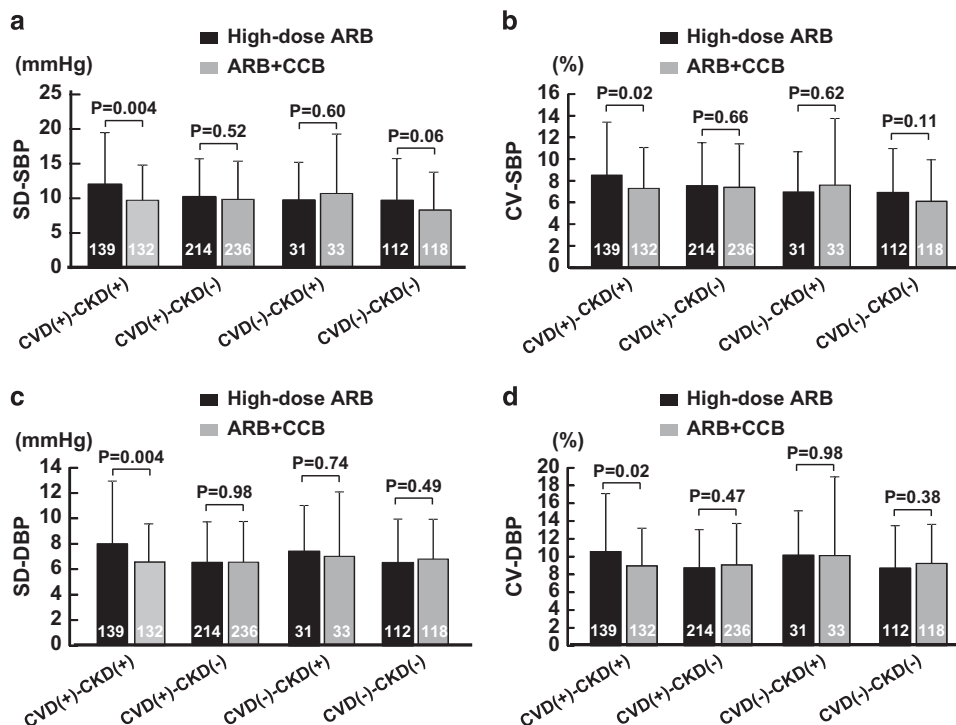 a
High-dose ARB
ARB+CCB
(mmHg)
SD-SBP
25
20
15
10
5
0
P=0.004
P=0.52
P=0.60
P=0.06
139
132
214
236
31
33
112
118
CVD(+)-CKD(+)
CVD(+)-CKD(-)
CVD(-)-CKD(+)
CVD(-)-CKD(-)
b
High-dose ARB
ARB+CCB
(%)
CV-SBP
16
14
12
10
8
6
4
2
0
P=0.02
P=0.66
P=0.62
P=0.11
139
132
214
236
31
33
112
118
CVD(+)-CKD(+)
CVD(+)-CKD(-)
CVD(-)-CKD(+)
CVD(-)-CKD(-)
c
High-dose ARB
ARB+CCB
(mmHg)
SD-DBP
14
12
10
8
6
4
2
0
P=0.004
P=0.98
P=0.74
P=0.49
139
132
214
236
31
33
112
118
CVD(+)-CKD(+)
CVD(+)-CKD(-)
CVD(-)-CKD(+)
CVD(-)-CKD(-)
d
High-dose ARB
ARB+CCB
(%)
CV-DBP
20
18
16
14
12
10
8
6
4
2
0
P=0.02
P=0.47
P=0.98
P=0.38
139
132
214
236
31
33
112
118
CVD(+)-CKD(+)
CVD(+)-CKD(-)
CVD(-)-CKD(+)
CVD(-)-CKD(-)